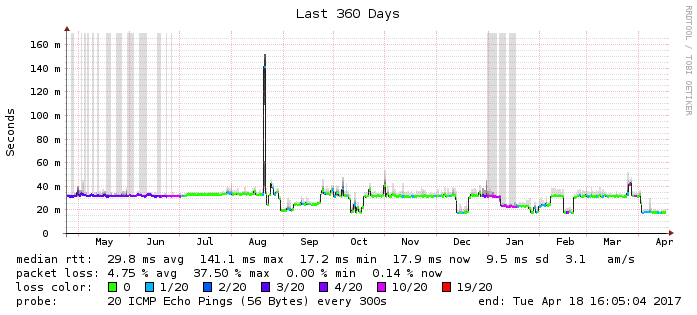 Last 360 Days
RRDTOOL / TOBI OETIKER
Seconds
160 m
140 m
120 m
100 m
80 m
60 m
40 m
20 m
0
May Jun Jul Aug Sep Oct Nov Dec Jan Feb Mar Apr
median rtt: 29.8 ms avg 141.1 ms max 17.2 ms min 17.9 ms now 9.5 ms sd 3.1 am/s
packet loss: 4.75 % avg 37.50 % max 0.00 % min 0.14 % now
loss color: 0 1/20 2/20 3/20 4/20 10/20 19/20
probe: 20 ICMP Echo Pings (56 Bytes) every 300s end: Tue Apr 18 16:05:04 2017